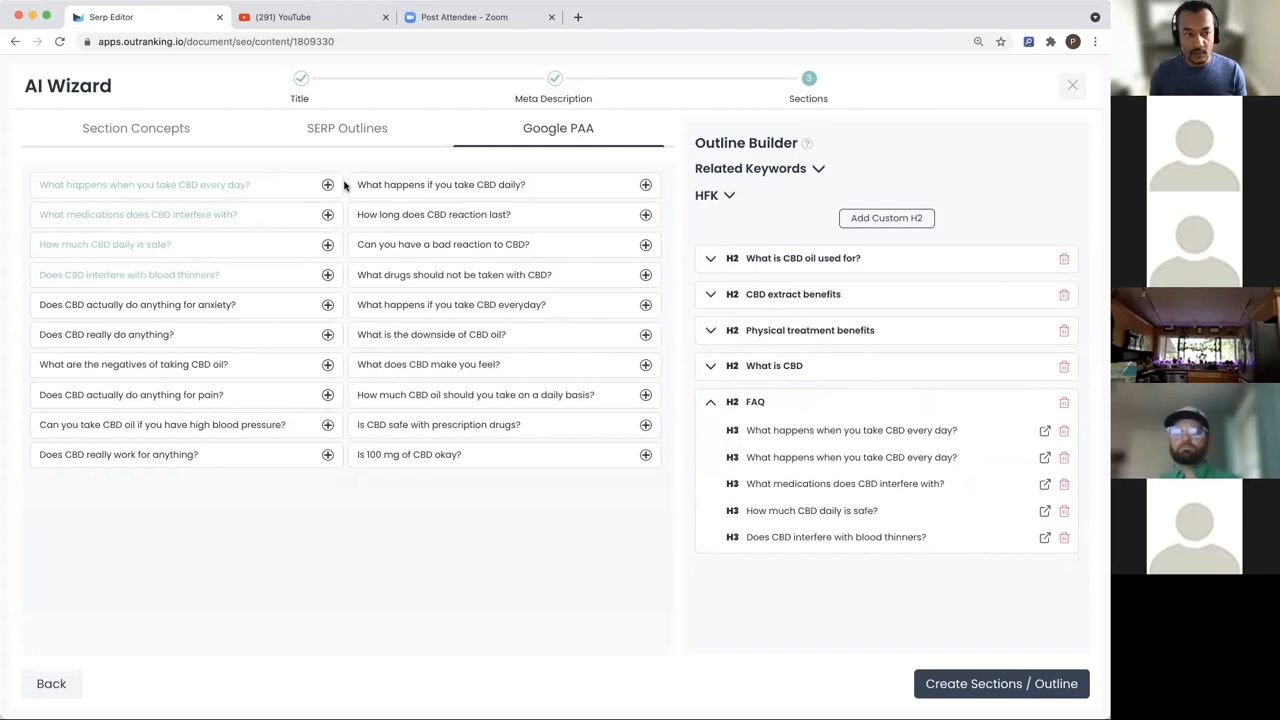 Serp Editor
(291) YouTube
Post Attendee - Zoom
apps.outranking.io/document/seo/content/1809330
P
AI Wizard
3
Title
Meta Description
Sections
Section Concepts
SERP Outlines
Google PAA
What happens when you take CBD every day?
What happens if you take CBD daily?
What medications does CBD interfere with?
How long does CBD reaction last?
How much CBD daily is safe?
Can you have a bad reaction to CBD?
Does CBD interfere with blood thinners?
What drugs should not be taken with CBD?
Does CBD actually do anything for anxiety?
What happens if you take CBD everyday?
Does CBD really do anything?
What is the downside of CBD oil?
What are the negatives of taking CBD oil?
What does CBD make you feel?
Does CBD actually do anything for pain?
How much CBD oil should you take on a daily basis?
Can you take CBD oil if you have high blood pressure?
Is CBD safe with prescription drugs?
Does CBD really work for anything?
Is 100 mg of CBD okay?
Outline Builder ?
Related Keywords
HFK
Add Custom H2
H2 What is CBD oil used for?
H2 CBD extract benefits
H2 Physical treatment benefits
H2 What is CBD
H2 FAQ
H3 What happens when you take CBD every day?
H3 What happens when you take CBD every day?
H3 What medications does CBD interfere with?
H3 How much CBD daily is safe?
H3 Does CBD interfere with blood thinners?
Back
Create Sections / Outline